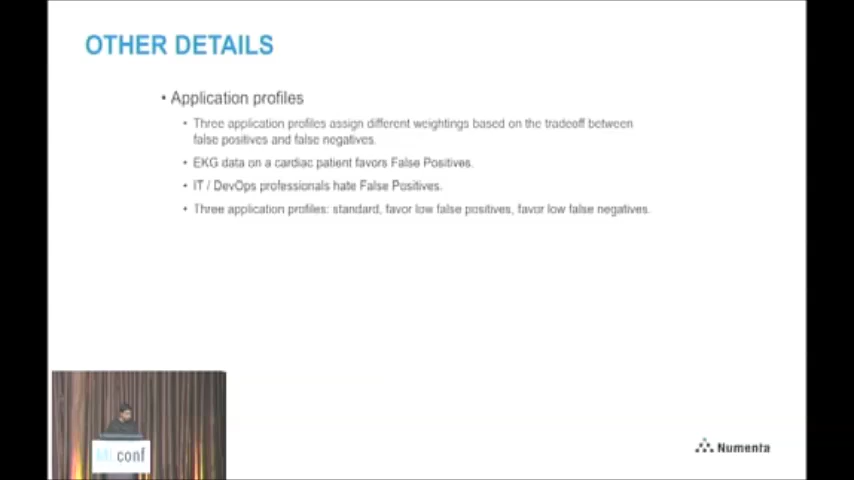 OTHER DETAILS
• Application profiles
• Three application profiles assign different weightings based on the tradeoff between
false positives and false negatives.
• EKG data on a cardiac patient favors False Positives.
• IT / DevOps professionals hate False Positives.
• Three application profiles: standard, favor low false positives, favor low false negatives.
conf
Numenta